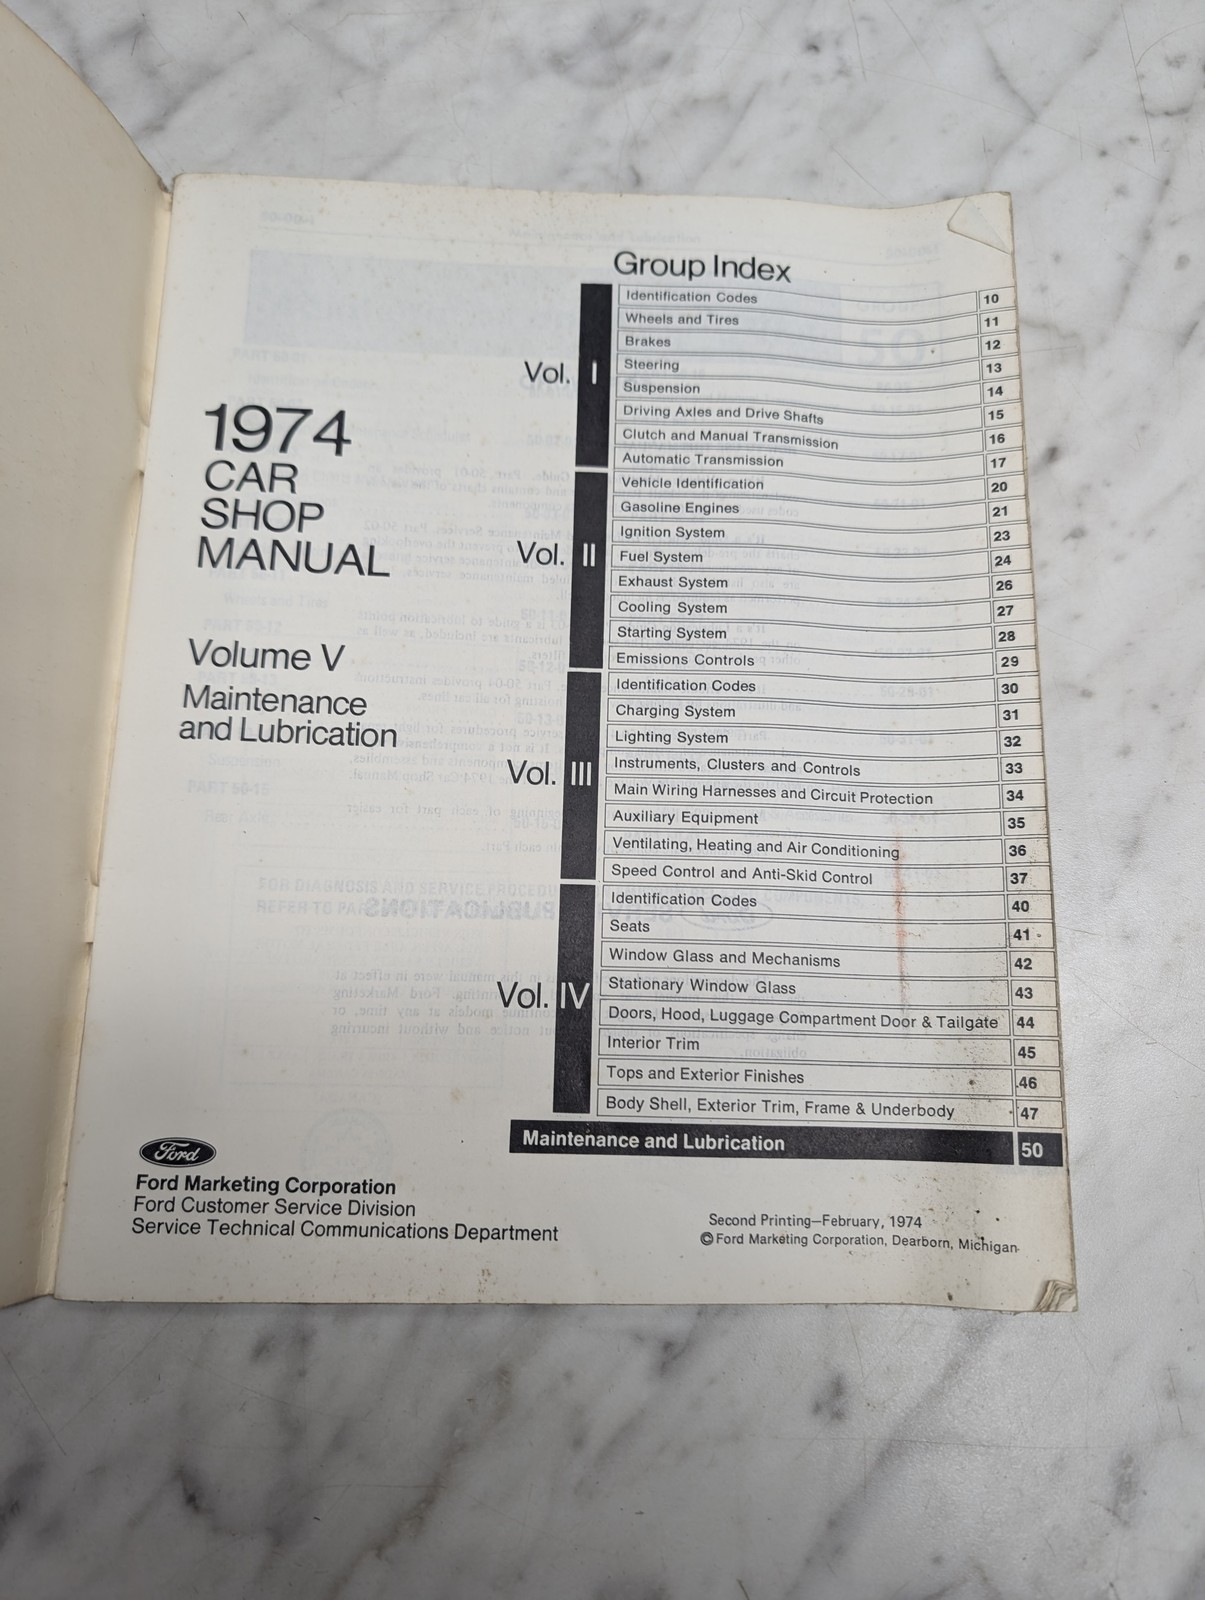 1974
CAR
SHOP
MANUAL
Volume V
Maintenance
and Lubrication
Group Index
Vol. I
Identification Codes 10
Wheels and Tires 11
Brakes 12
Steering 13
Suspension 14
Driving Axles and Drive Shafts 15
Clutch and Manual Transmission 16
Automatic Transmission 17
Vol. II
Vehicle Identification 20
Gasoline Engines 21
Ignition System 23
Fuel System 24
Exhaust System 26
Cooling System 27
Starting System 28
Emissions Controls 29
Vol. III
Identification Codes 30
Charging System 31
Lighting System 32
Instruments, Clusters and Controls 33
Main Wiring Harnesses and Circuit Protection 34
Auxiliary Equipment 35
Ventilating, Heating and Air Conditioning 36
Speed Control and Anti-Skid Control 37
Vol. IV
Identification Codes 40
Seats 41
Window Glass and Mechanisms 42
Stationary Window Glass 43
Doors, Hood, Luggage Compartment Door & Tailgate 44
Interior Trim 45
Tops and Exterior Finishes 46
Body Shell, Exterior Trim, Frame & Underbody 47
Maintenance and Lubrication 50
Ford
Ford Marketing Corporation
Ford Customer Service Division
Service Technical Communications Department
Second Printing—February, 1974
© Ford Marketing Corporation, Dearborn, Michigan